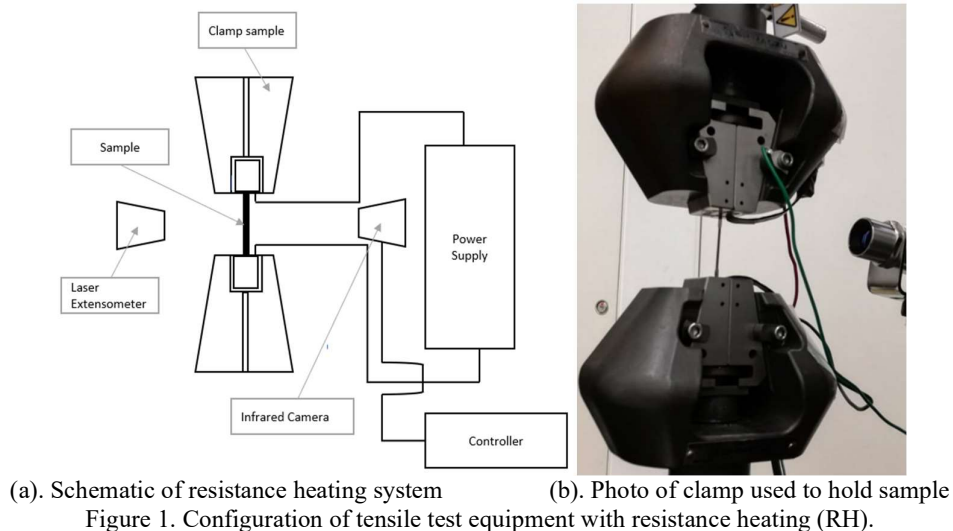 Clamp sample
Sample
Laser
Extensometer
Power
Supply
Infrared Camera
Controller
(a). Schematic of resistance heating system
(b). Photo of clamp used to hold sample
Figure 1. Configuration of tensile test equipment with resistance heating (RH).